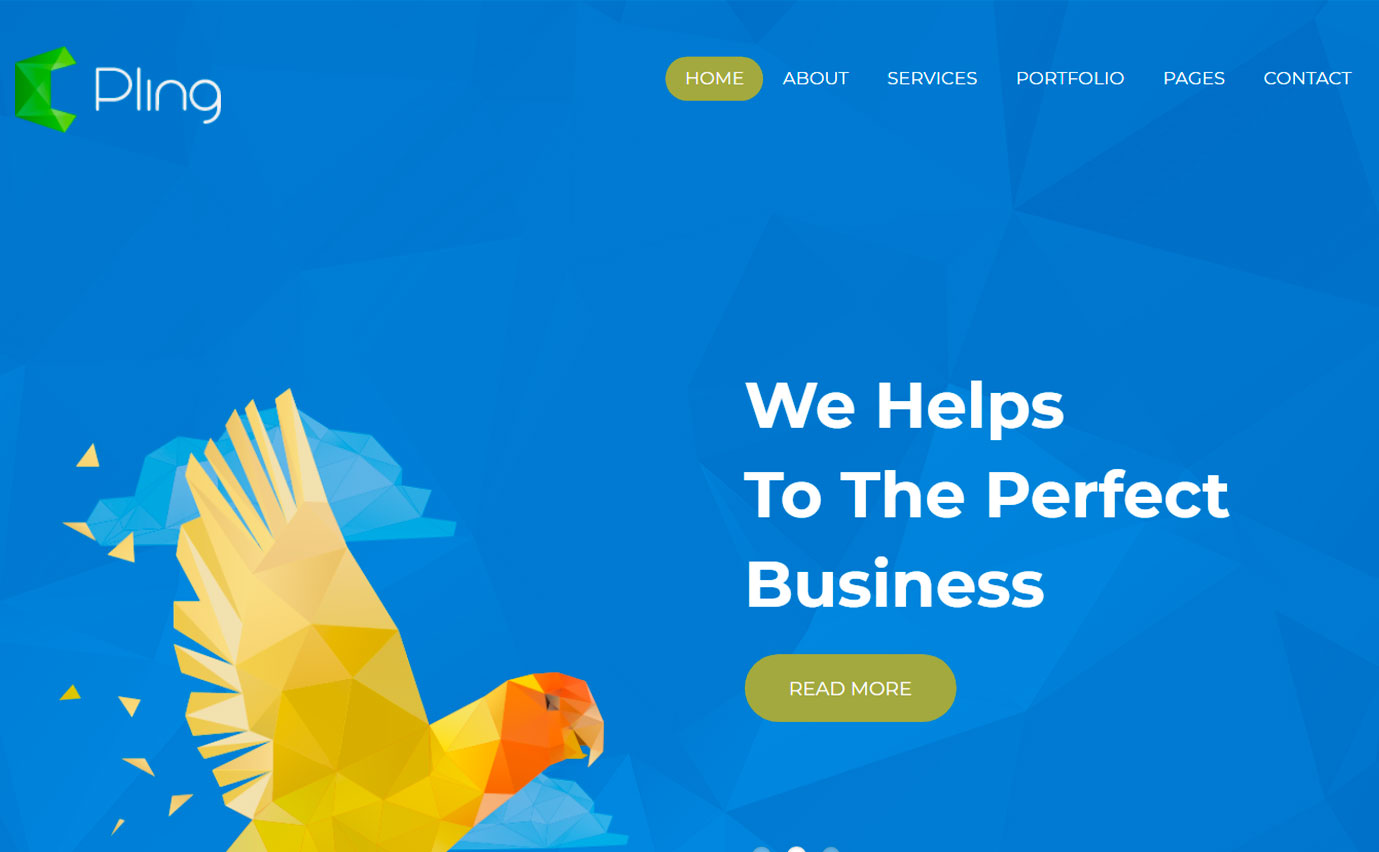 Pling
HOME ABOUT SERVICES PORTFOLIO PAGES CONTACT
We Helps
To The Perfect
Business
READ MORE